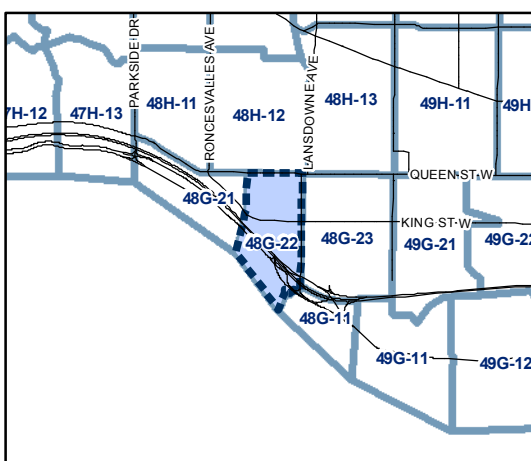 PARKSIDE DR
RONCESVALLES AVE
LANSDOWNE AVE
7H-12
47H-13
48H-11
48H-12
48H-13
49H-11
49H
QUEEN ST W
48G-21
KING ST W
48G-22
48G-23
49G-21
49G-22
48G-11
49G-11
49G-12